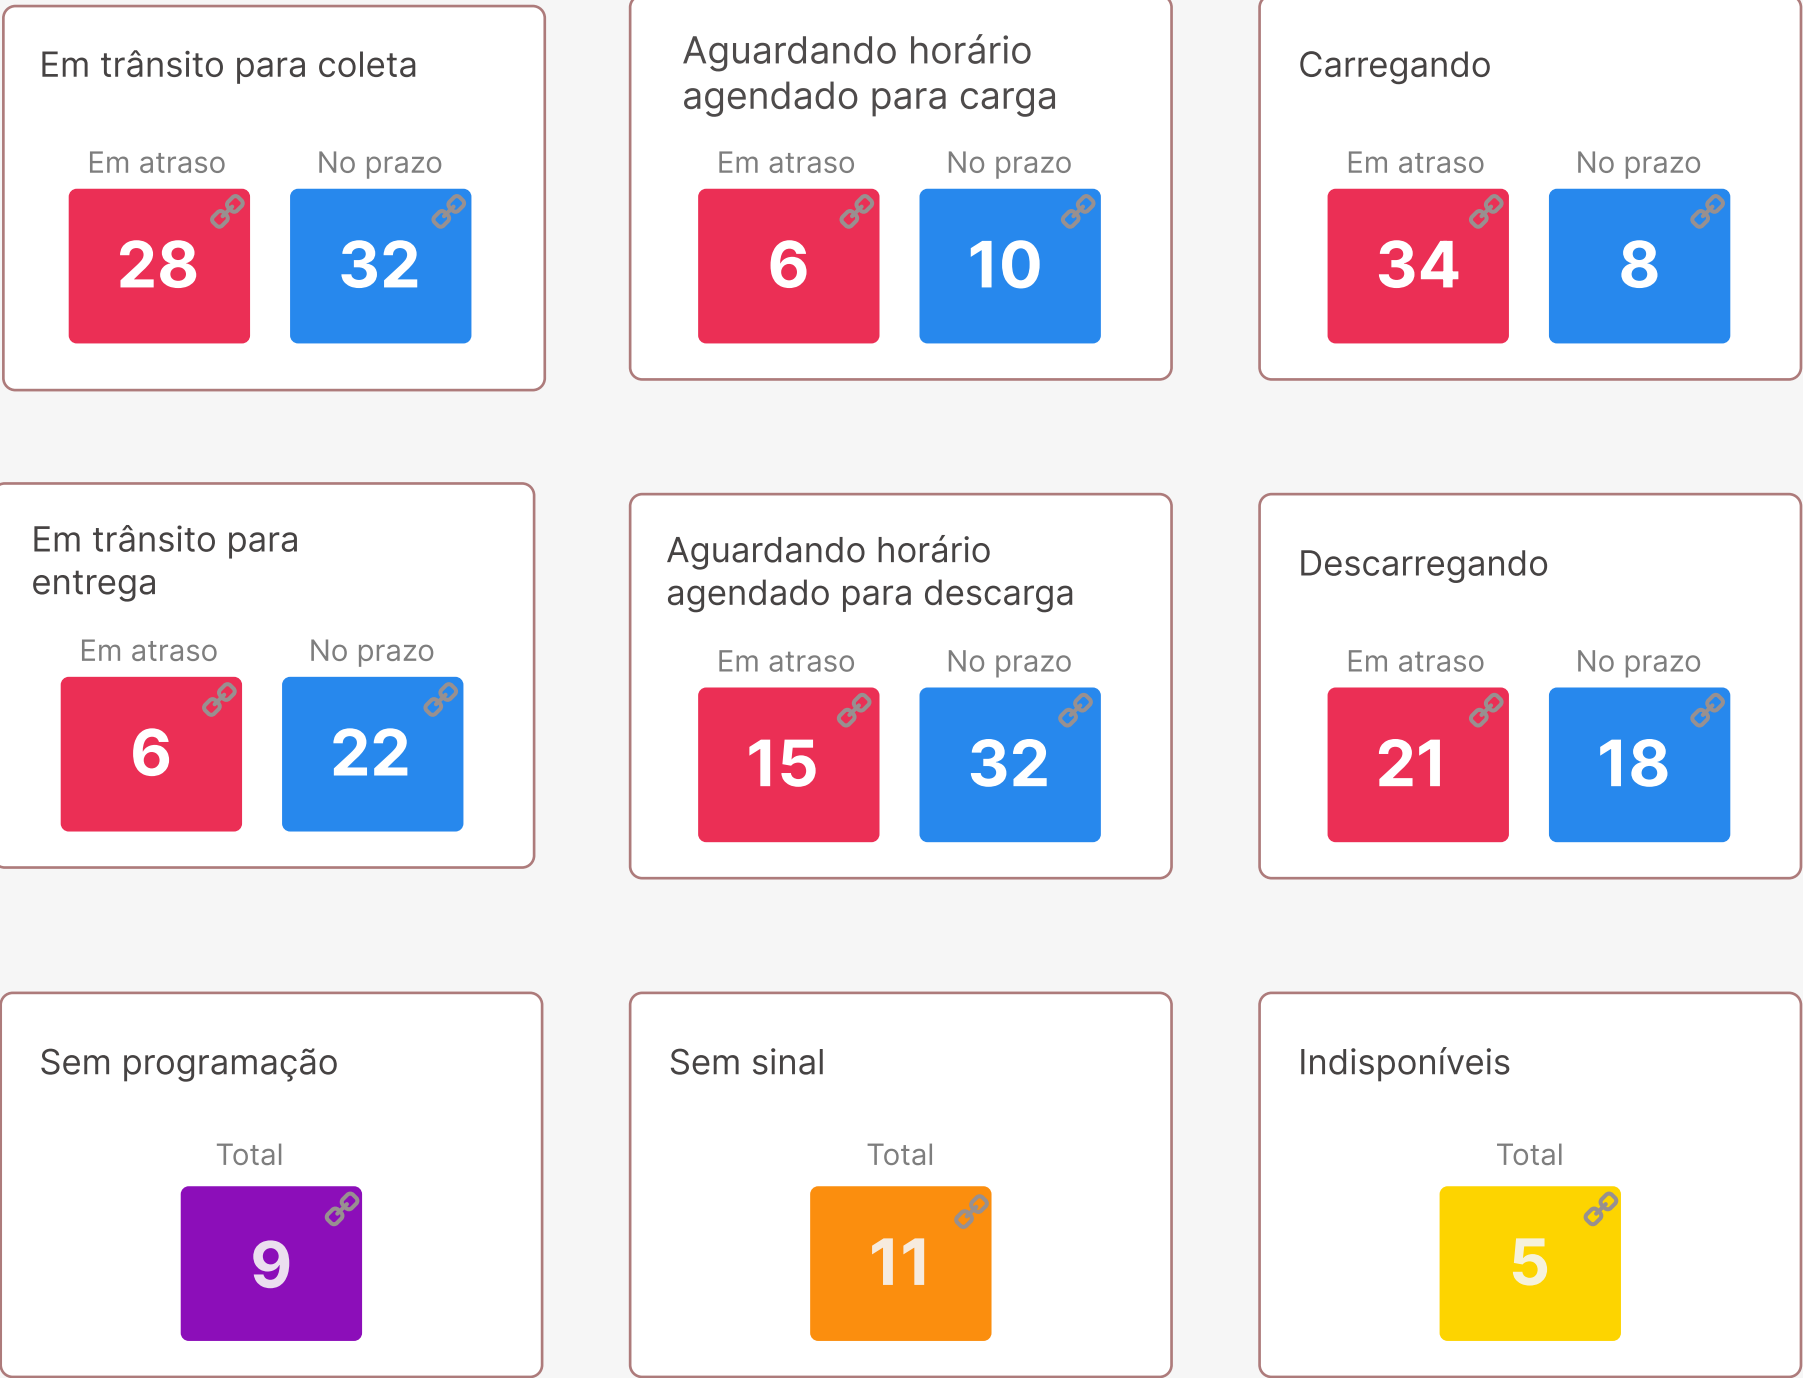 Em trânsito para coleta
Em atraso
No prazo
28
32
Aguardando horário
agendado para carga
Em atraso
No prazo
6
10
Carregando
Em atraso
No prazo
34
8
Em trânsito para
entrega
Em atraso
No prazo
6
22
Aguardando horário
agendado para descarga
Em atraso
No prazo
15
32
Descarregando
Em atraso
No prazo
21
18
Sem programação
Total
9
Sem sinal
Total
11
Indisponíveis
Total
5